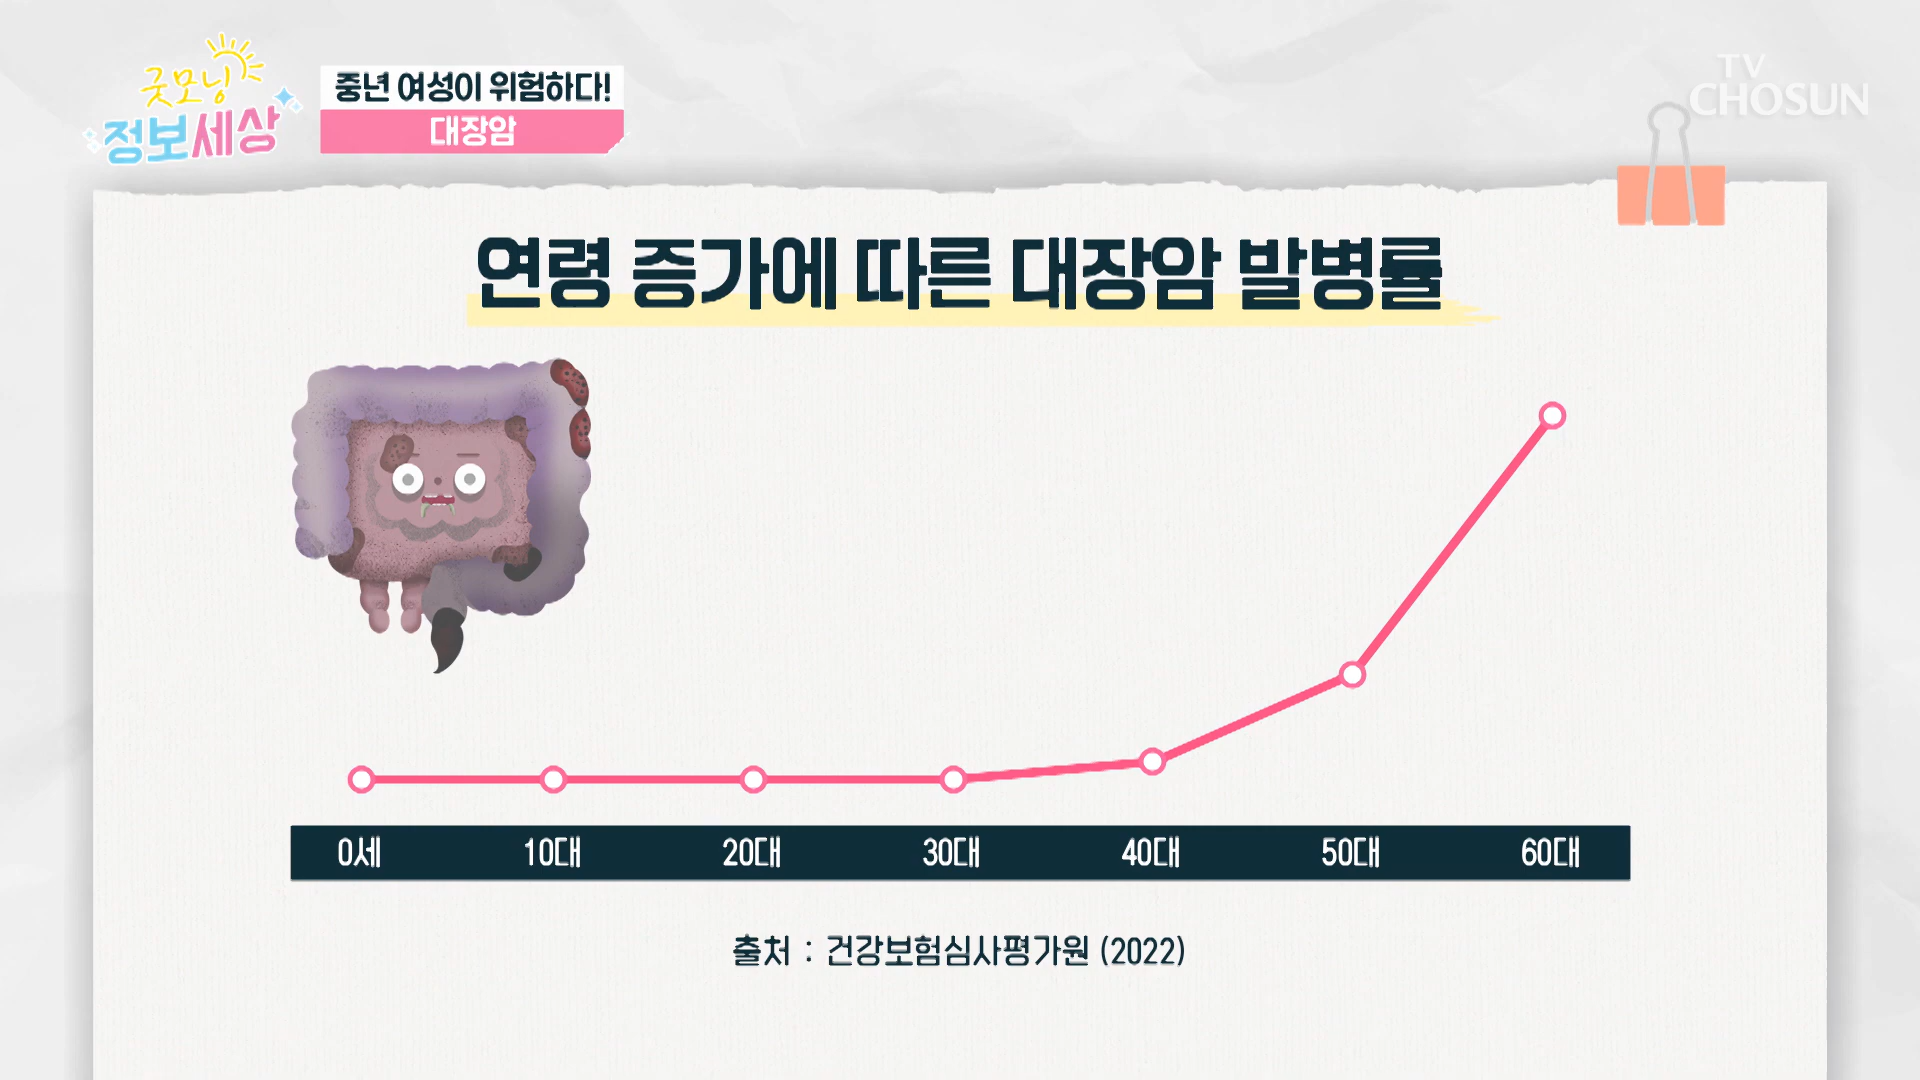 굿모닝
정보세상
중년 여성이 위험하다!
대장암
TV
CHOSUN
연령 증가에 따른 대장암 발병률
0세 10대 20대 30대 40대 50대 60대
출처 : 건강보험심사평가원 (2022)